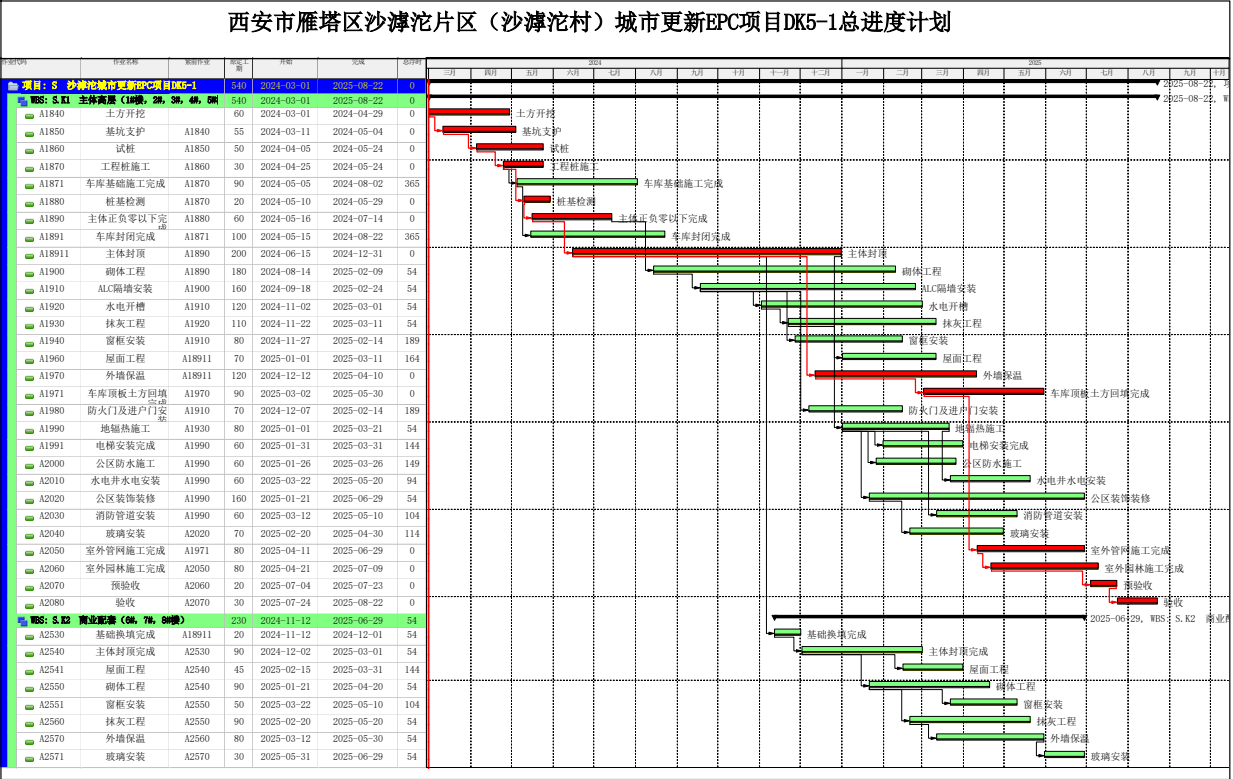 西安市雁塔区沙滹沱片区（沙滹沱村）城市更新EPC项目DK5-1总进度计划
作业代码 作业名称 紧前作业 原定工期 开始 完成 总浮时 2024 2025
三月 四月 五月 六月 七月 八月 九月 十月 十一月 十二月 一月 二月 三月 四月 五月 六月 七月 八月 九月 十月
项目: S 沙滹沱城市更新EPC项目DK5-1 540 2024-03-01 2025-08-22 0 2025-08-22,
WBS: S.K1 主体高层（1#楼, 2#, 3#, 4#, 5# 540 2024-03-01 2025-08-22 0 2025-08-22,
A1840 土方开挖 60 2024-03-01 2024-04-29 0 土方开挖
A1850 基坑支护 A1840 55 2024-03-11 2024-05-04 0 基坑支护
A1860 试桩 A1850 50 2024-04-05 2024-05-24 0 试桩
A1870 工程桩施工 A1860 30 2024-04-25 2024-05-24 0 工程桩施工
A1871 车库基础施工完成 A1870 90 2024-05-05 2024-08-02 365 车库基础施工完成
A1880 桩基检测 A1870 20 2024-05-10 2024-05-29 0 桩基检测
A1890 主体正负零以下完成 A1880 60 2024-05-16 2024-07-14 0 主体正负零以下完成
A1891 车库封闭完成 A1871 100 2024-05-15 2024-08-22 365 车库封闭完成
A18911 主体封顶 A1890 200 2024-06-15 2024-12-31 0 主体封顶
A1900 砌体工程 A1890 180 2024-08-14 2025-02-09 54 砌体工程
A1910 ALC隔墙安装 A1900 160 2024-09-18 2025-02-24 54 ALC隔墙安装
A1920 水电开槽 A1910 120 2024-11-02 2025-03-01 54 水电开槽
A1930 抹灰工程 A1920 110 2024-11-22 2025-03-11 54 抹灰工程
A1940 窗框安装 A1910 80 2024-11-27 2025-02-14 189 窗框安装
A1960 屋面工程 A18911 70 2025-01-01 2025-03-11 164 屋面工程
A1970 外墙保温 A18911 120 2024-12-12 2025-04-10 0 外墙保温
A1971 车库顶板土方回填完成 A1970 90 2025-03-02 2025-05-30 0 车库顶板土方回填完成
A1980 防火门及进户门安装 A1910 70 2024-12-07 2025-02-14 189 防火门及进户门安装
A1990 地辐热施工 A1930 80 2025-01-01 2025-03-21 54 地辐热施工
A1991 电梯安装完成 A1990 60 2025-01-31 2025-03-31 144 电梯安装完成
A2000 公区防水施工 A1990 60 2025-01-26 2025-03-26 149 公区防水施工
A2010 水电井水电安装 A1990 60 2025-03-22 2025-05-20 94 水电井水电安装
A2020 公区装饰装修 A1990 160 2025-01-21 2025-06-29 54 公区装饰装修
A2030 消防管道安装 A1990 60 2025-03-12 2025-05-10 104 消防管道安装
A2040 玻璃安装 A2020 70 2025-02-20 2025-04-30 114 玻璃安装
A2050 室外管网施工完成 A1971 80 2025-04-11 2025-06-29 0 室外管网施工完成
A2060 室外园林施工完成 A2050 80 2025-04-21 2025-07-09 0 室外园林施工完成
A2070 预验收 A2060 20 2025-07-04 2025-07-23 0 预验收
A2080 验收 A2070 30 2025-07-24 2025-08-22 0 验收
WBS: S.K2 商业配套（6#, 7#, 8#楼） 230 2024-11-12 2025-06-29 54 2025-06-29, WBS: S.K2 商业
A2530 基础换填完成 A18911 20 2024-11-12 2024-12-01 54 基础换填完成
A2540 主体封顶完成 A2530 90 2024-12-02 2025-03-01 54 主体封顶完成
A2541 屋面工程 A2540 45 2025-02-15 2025-03-31 144 屋面工程
A2550 砌体工程 A2540 90 2025-01-21 2025-04-20 54 砌体工程
A2551 窗框安装 A2550 50 2025-03-22 2025-05-10 104 窗框安装
A2560 抹灰工程 A2550 90 2025-02-20 2025-05-20 54 抹灰工程
A2570 外墙保温 A2560 80 2025-03-12 2025-05-30 54 外墙保温
A2571 玻璃安装 A2570 30 2025-05-31 2025-06-29 54 玻璃安装